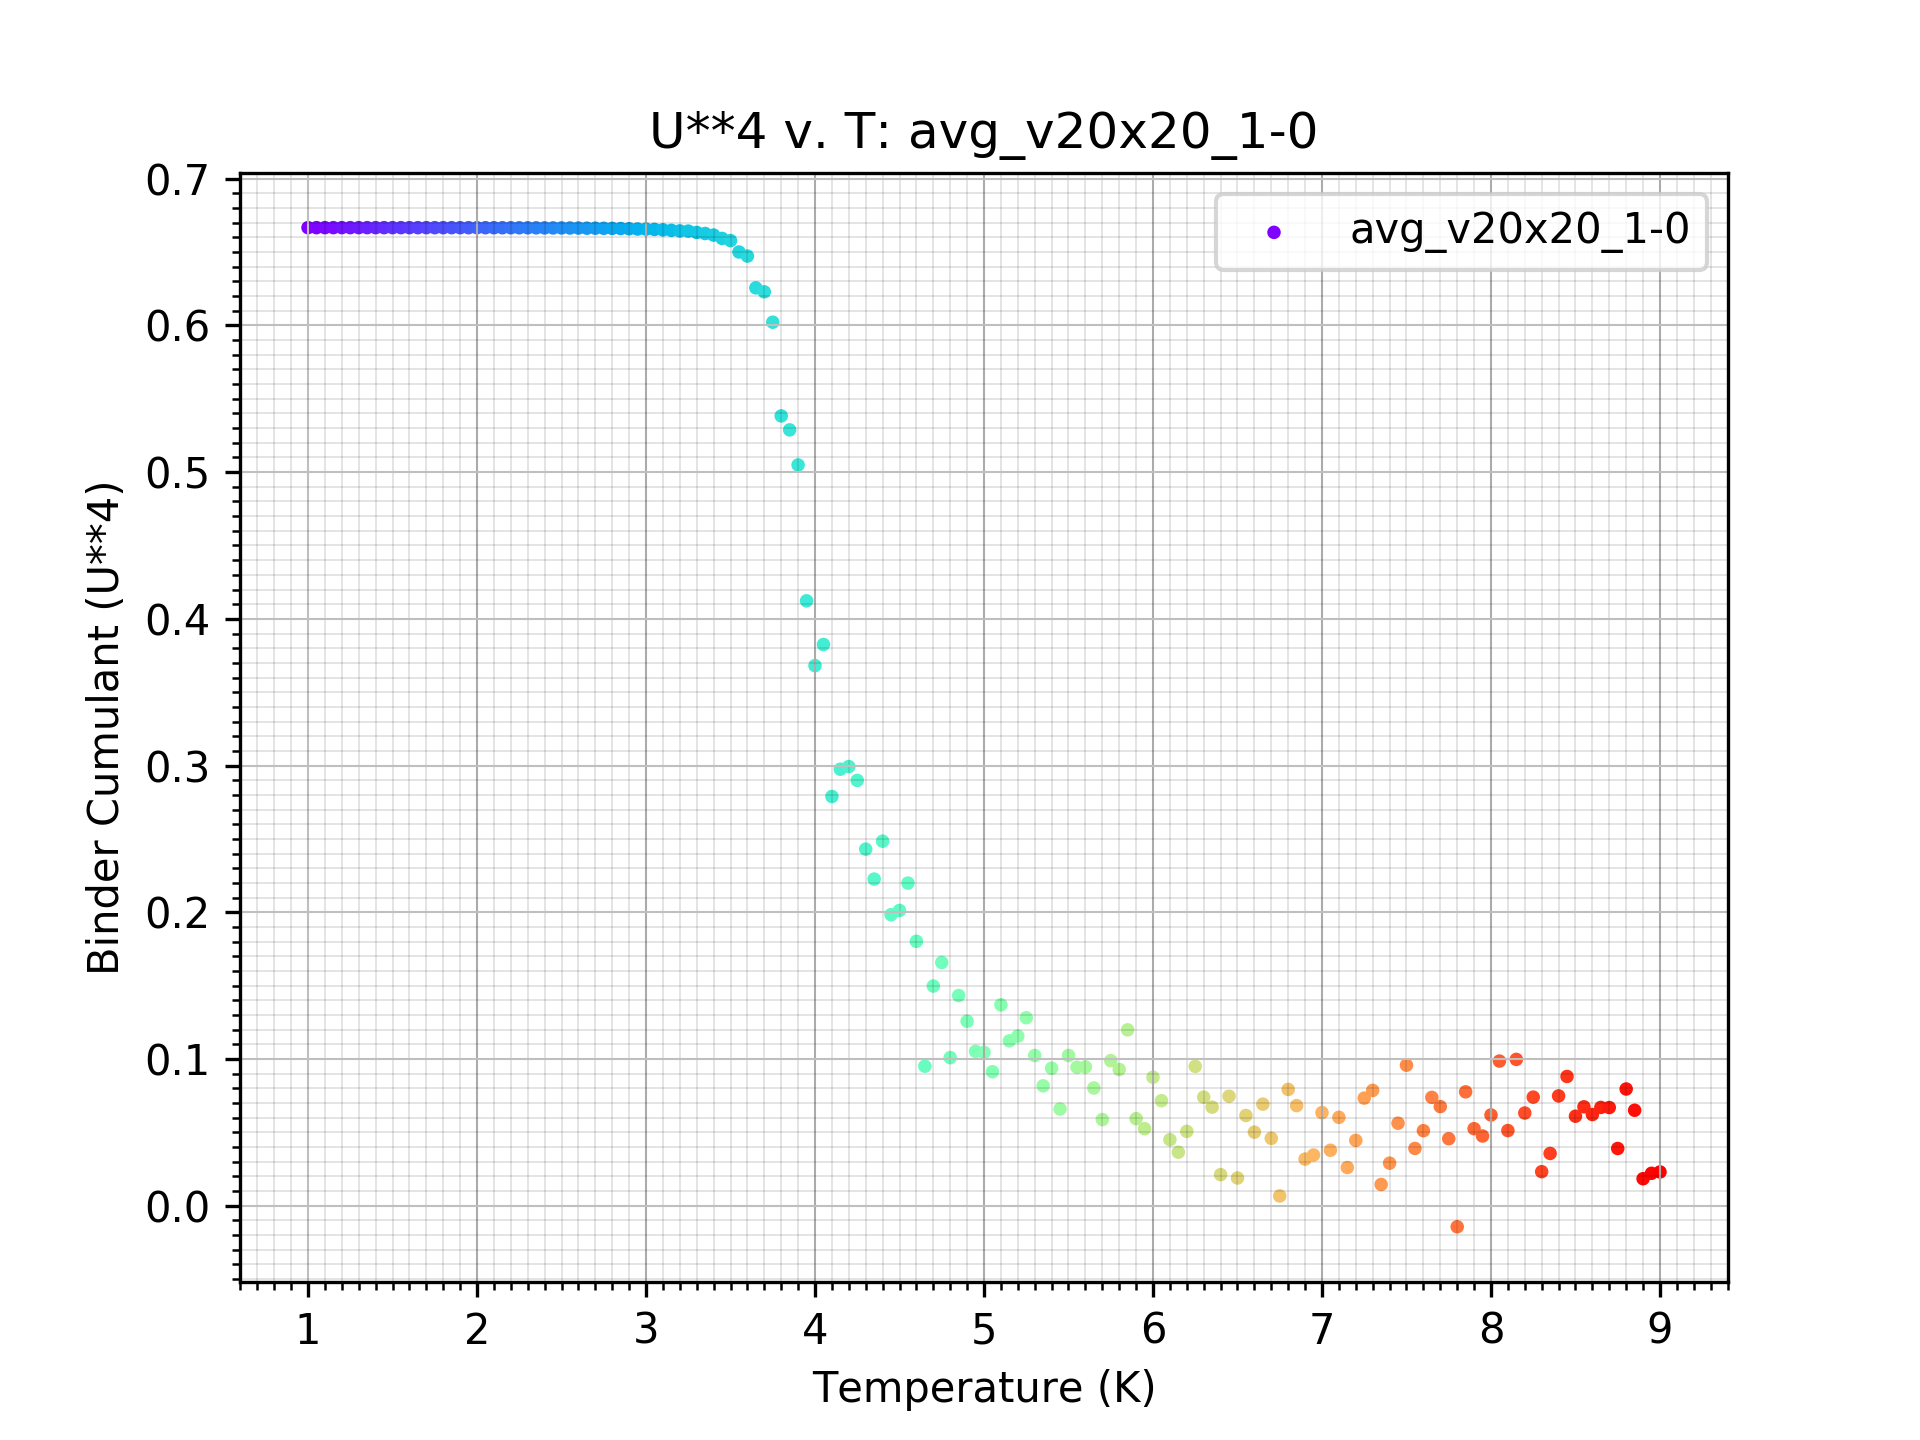 U**4 v. T: avg_v20x20_1-0
avg_v20x20_1-0
Binder Cumulant (U**4)
0.7
0.6
0.5
0.4
0.3
0.2
0.1
0.0
1 2 3 4 5 6 7 8 9
Temperature (K)